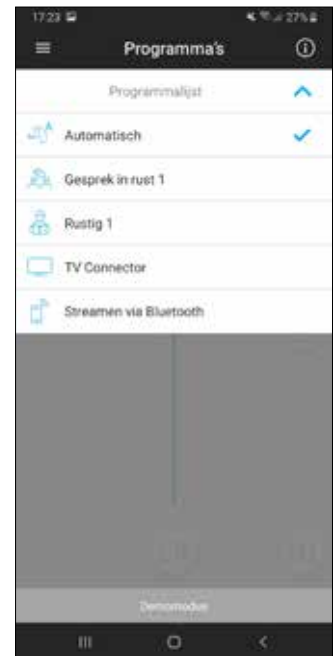 17:23 27%
Programma's
Programmalijst
Automatisch
Gesprek in rust 1
Rustig 1
TV Connector
Streamen via Bluetooth
Demomodus